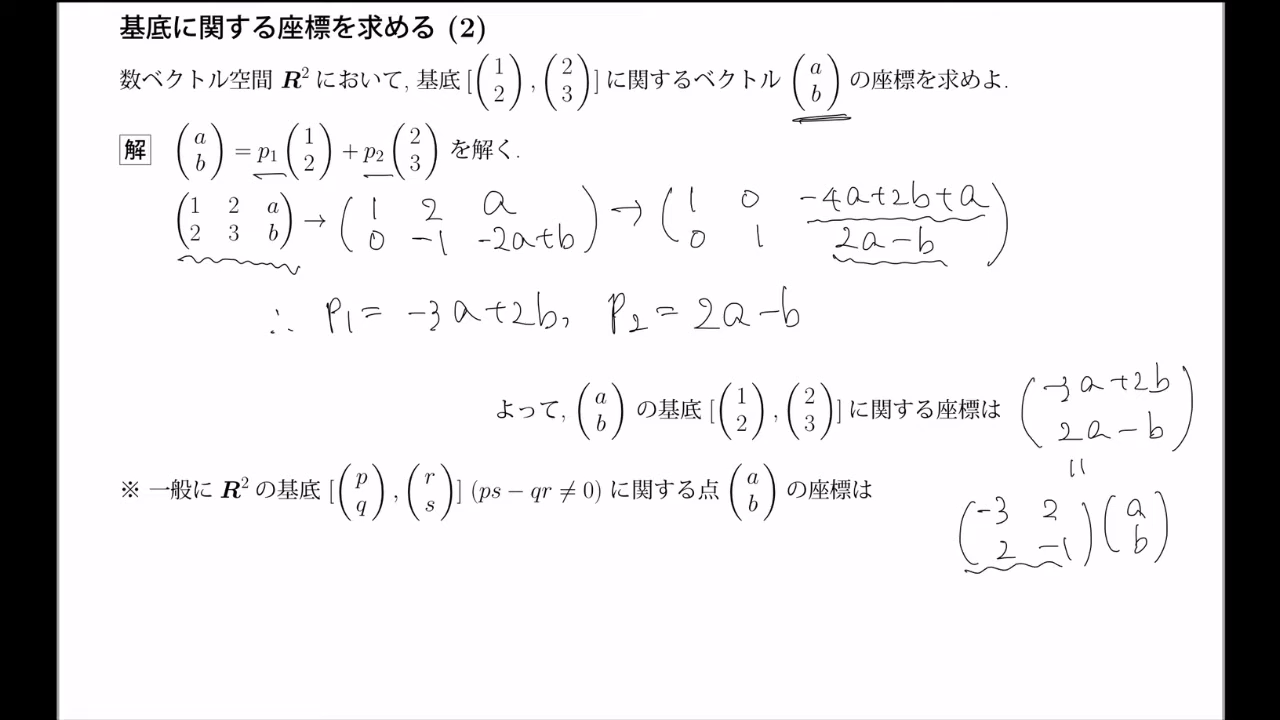 基底に関する座標を求める (2)
数ベクトル空間 R² において, 基底 [(1 2), (2 3)] に関するベクトル (a b) の座標を求めよ.
解 (a b) = p₁(1 2) + p₂(2 3) を解く.
(1 2 a / 2 3 b) → (1 2 a / 0 -1 -2a+b) → (1 0 -4a+2b+a / 0 1 2a-b)
∴ P₁ = -3a+2b, P₂ = 2a-b
よって, (a b) の基底 [(1 2), (2 3)] に関する座標は (-3a+2b / 2a-b)
=
※ 一般に R² の基底 [(p q), (r s)] (ps − qr ≠ 0) に関する点 (a b) の座標は
(-3 2 / 2 -1)(a b)